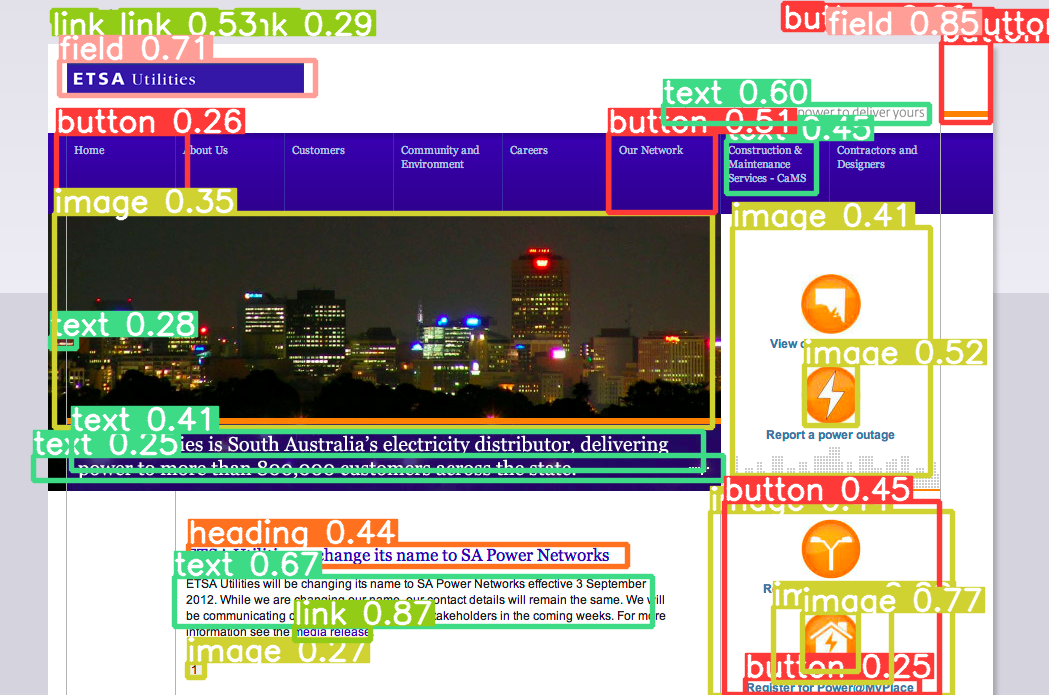 link link 0.53 0.29
button field 0.85 button
field 0.71
ETSA Utilities
text 0.60
power to deliver yours
button 0.26
button 0.51
text 0.45
Home
About Us
Customers
Community and
Environment
Careers
Our Network
Construction &
Maintenance
Services - CaMS
Contractors and
Designers
image 0.35
image 0.41
text 0.28
View
image 0.52
Report a power outage
text 0.41
text 0.25
is South Australia's electricity distributor, delivering
power to more than 800,000 customers across the state.
button 0.45
heading 0.44
ETSA change its name to SA Power Networks
text 0.67
ETSA Utilities will be changing its name to SA Power Networks effective 3 September
2012. While we are changing our name, our contact details will remain the same. We will
be communicating stakeholders in the coming weeks. For more
information see the media release
link 0.87
image 0.27
1
image 0.77
button 0.25
Register for Power@MyPlace